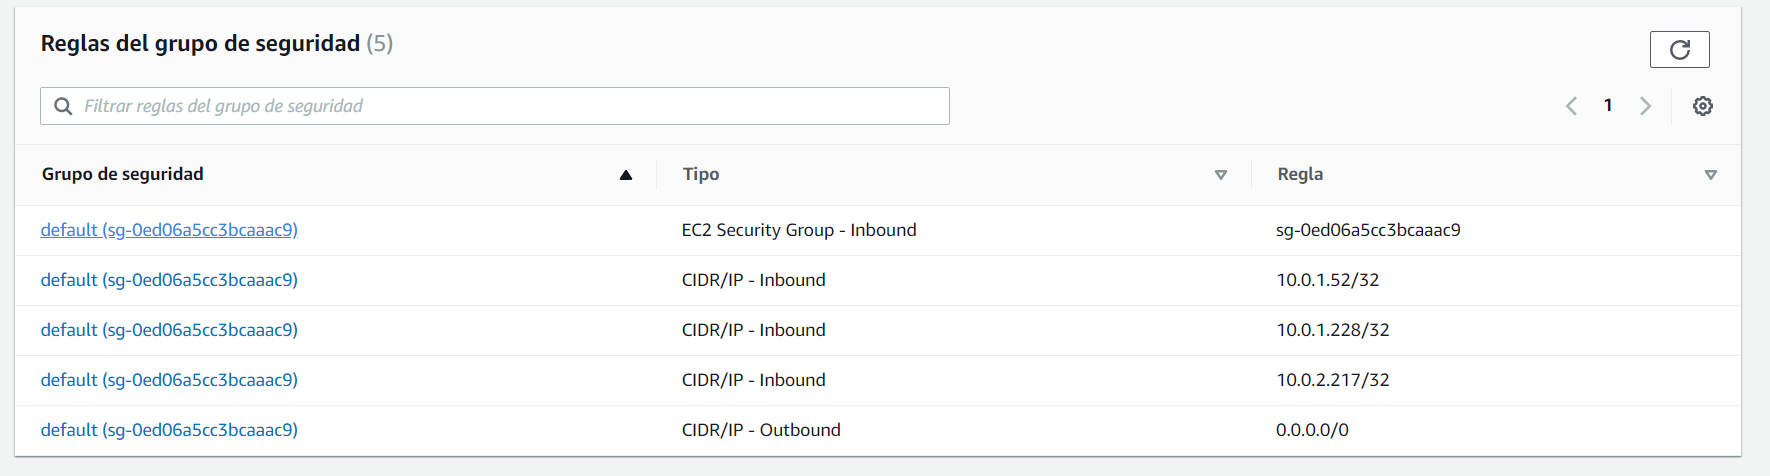 Reglas del grupo de seguridad (5)
Filtrar reglas del grupo de seguridad
1
Grupo de seguridad Tipo Regla
default (sg-0ed06a5cc3bcaaac9) EC2 Security Group - Inbound sg-0ed06a5cc3bcaaac9
default (sg-0ed06a5cc3bcaaac9) CIDR/IP - Inbound 10.0.1.52/32
default (sg-0ed06a5cc3bcaaac9) CIDR/IP - Inbound 10.0.1.228/32
default (sg-0ed06a5cc3bcaaac9) CIDR/IP - Inbound 10.0.2.217/32
default (sg-0ed06a5cc3bcaaac9) CIDR/IP - Outbound 0.0.0.0/0